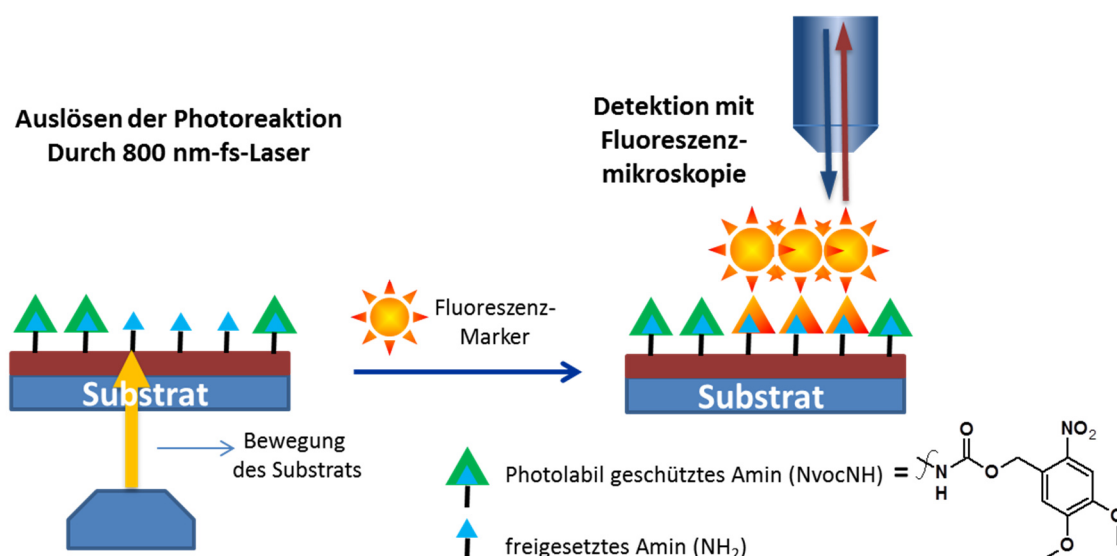 Auslösen der Photoreaktion
Durch 800 nm-fs-Laser
Detektion mit
Fluoreszenz-
mikroskopie
Fluoreszenz-
Marker
Substrat
Substrat
Bewegung
des Substrats
Photolabil geschütztes Amin (NvocNH) =
N
H
O
O
NO₂
O
O
freigesetztes Amin (NH₂)